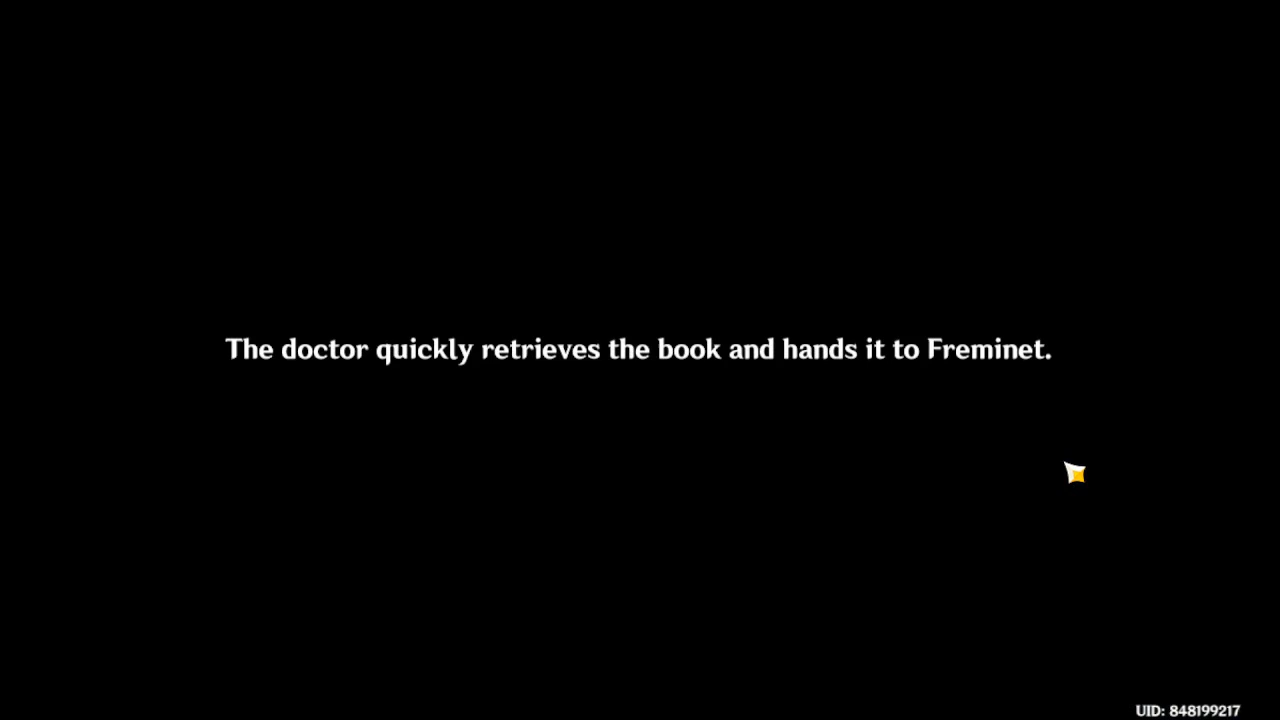 The doctor quickly retrieves the book and hands it to Freminet.
UID: 848199217